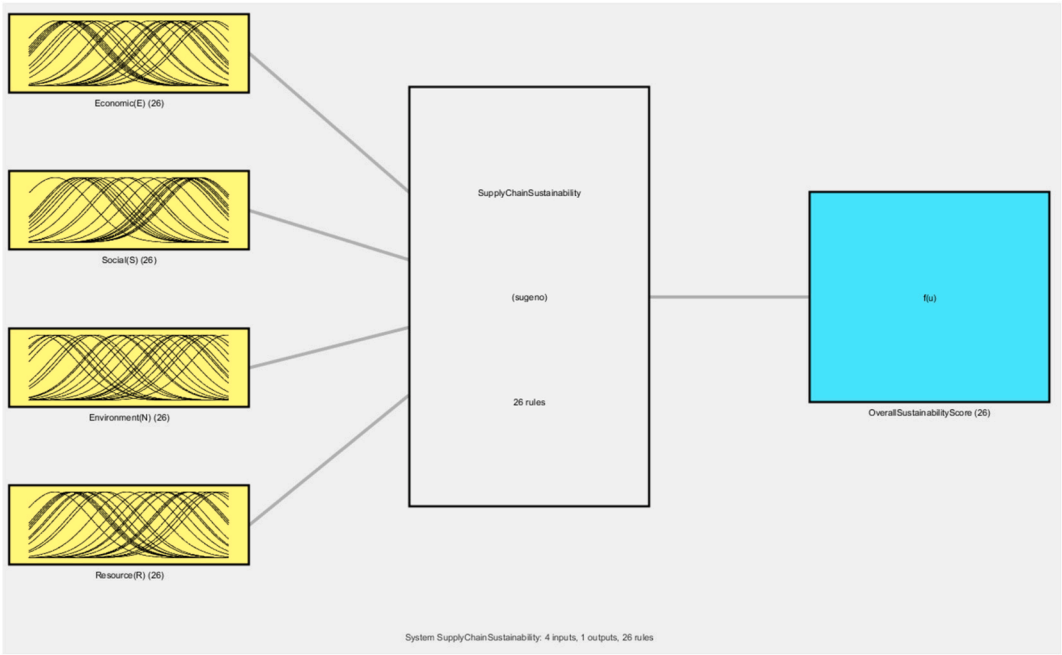 Economic(E) (26)
Social(S) (26)
Environment(N) (26)
Resource(R) (26)
SupplyChainSustainability
(sugeno)
26 rules
f(u)
OverallSustainabilityScore (26)
System SupplyChainSustainability: 4 inputs, 1 outputs, 26 rules